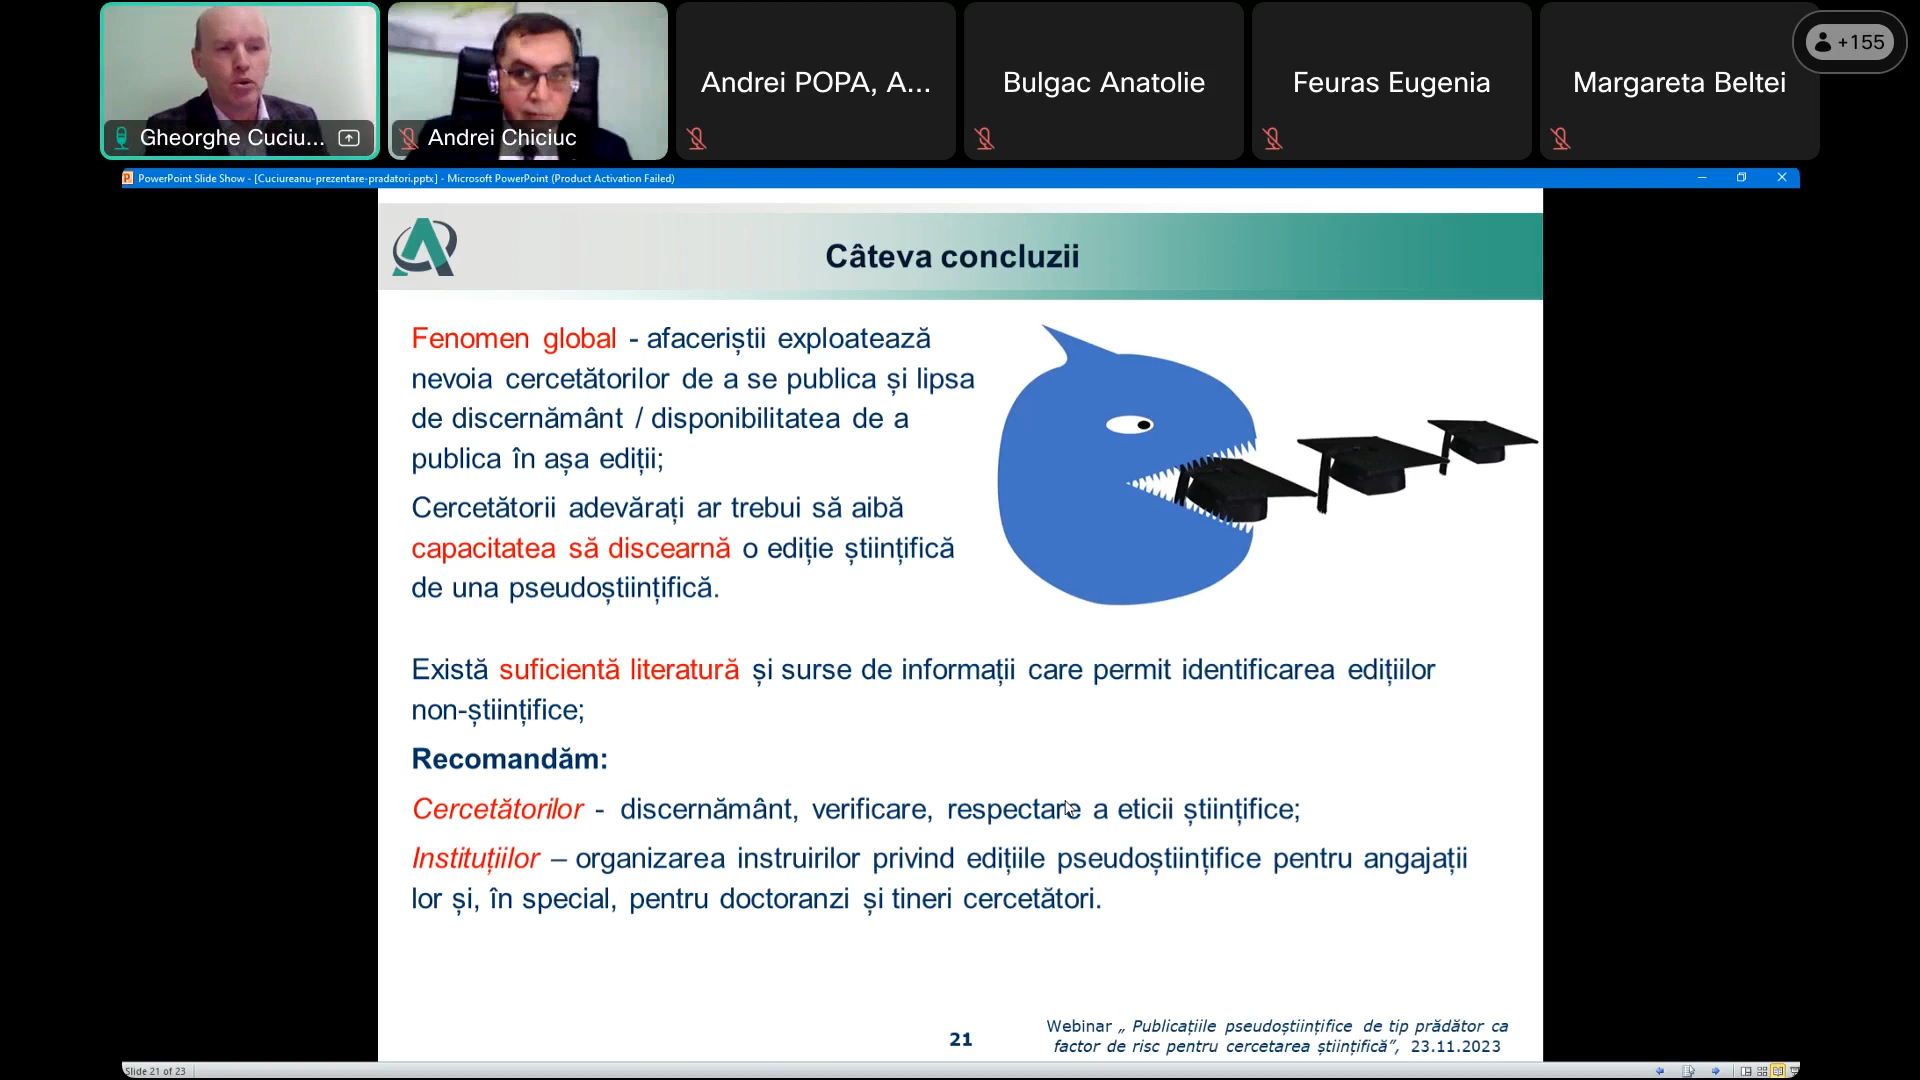 Gheorghe Cuciu...
Andrei Chiciuc
Andrei POPA, A...
Bulgac Anatolie
Feuras Eugenia
Margareta Beltei
+155
PowerPoint Slide Show - [Cuciureanu-prezentare-pradatori.pptx] - Microsoft PowerPoint (Product Activation Failed)
Câteva concluzii
Fenomen global - afaceriștii exploatează
nevoia cercetătorilor de a se publica și lipsa
de discernământ / disponibilitatea de a
publica în așa ediții;
Cercetătorii adevărați ar trebui să aibă
capacitatea să discearnă o ediție științifică
de una pseudoștiințifică.
Există suficientă literatură și surse de informații care permit identificarea edițiilor
non-științifice;
Recomandăm:
Cercetătorilor - discernământ, verificare, respectare a eticii științifice;
Instituțiilor – organizarea instruirilor privind edițiile pseudoștiințifice pentru angajații
lor și, în special, pentru doctoranzi și tineri cercetători.
21
Webinar „ Publicațiile pseudoștiințifice de tip prădător ca
factor de risc pentru cercetarea științifică”, 23.11.2023
Slide 21 of 23